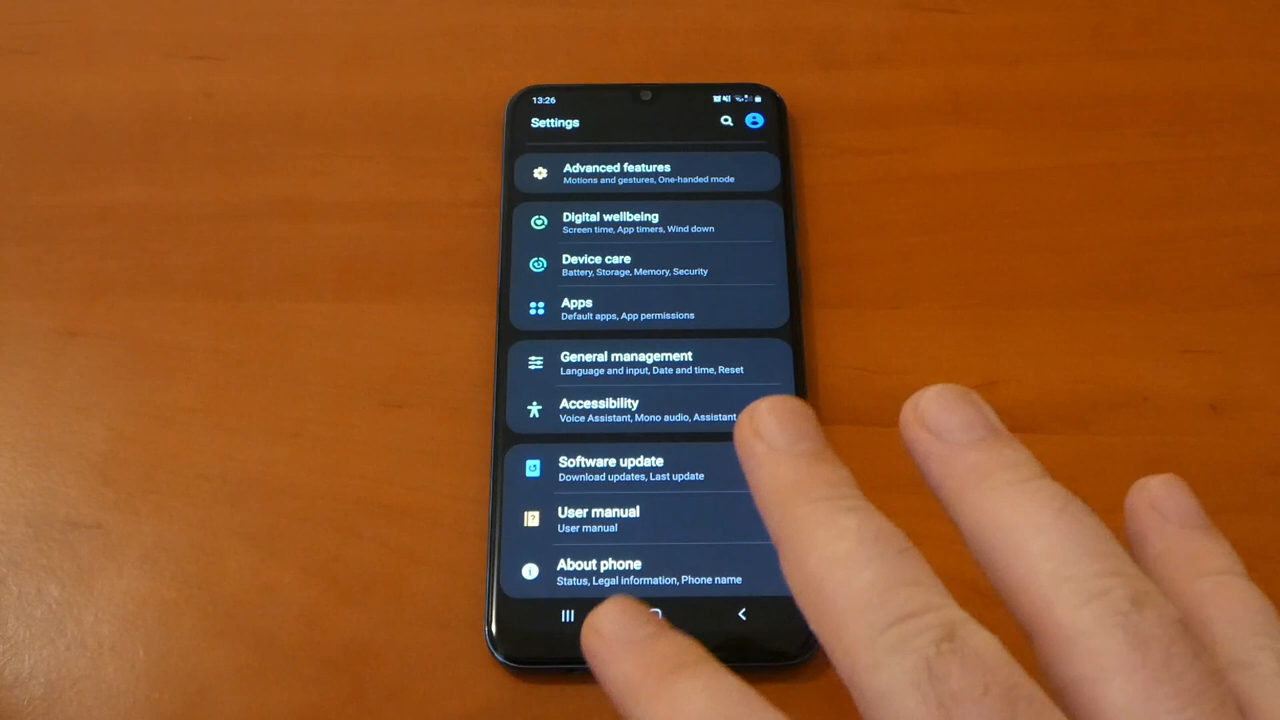 13:26
Settings
Advanced features
Motions and gestures, One-handed mode
Digital wellbeing
Screen time, App timers, Wind down
Device care
Battery, Storage, Memory, Security
Apps
Default apps, App permissions
General management
Language and input, Date and time, Reset
Accessibility
Voice Assistant, Mono audio, Assistant
Software update
Download updates, Last update
User manual
User manual
About phone
Status, Legal information, Phone name